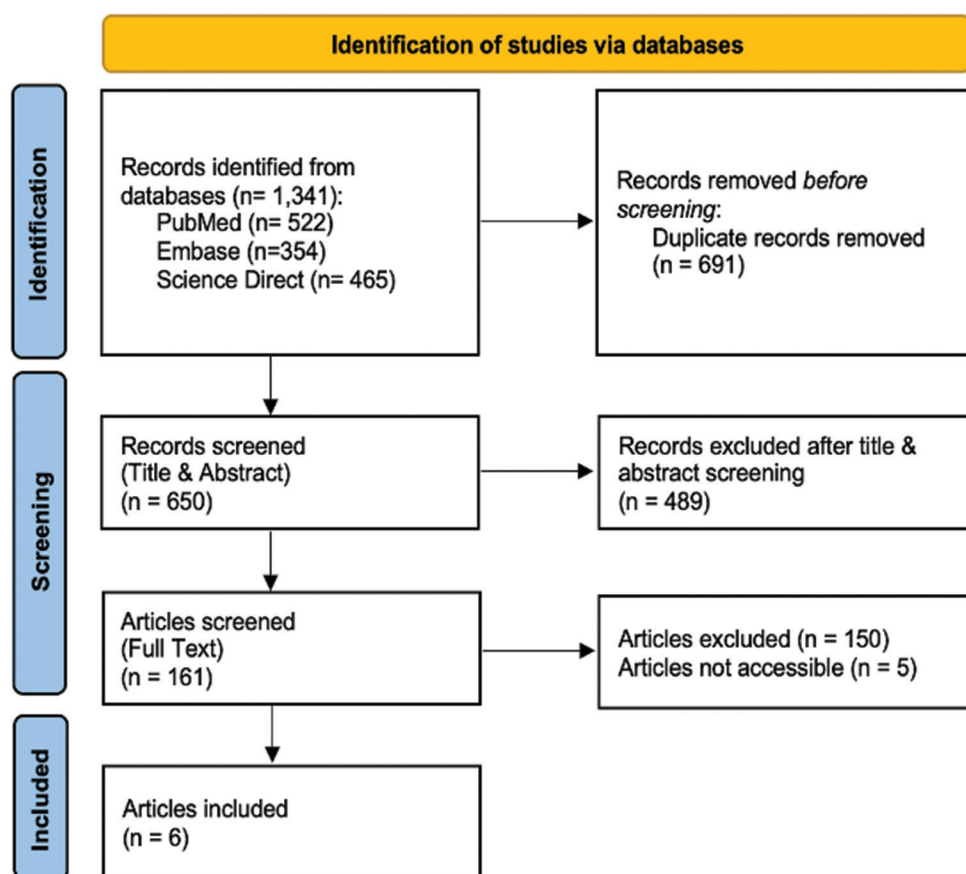 Identification of studies via databases
Identification
Records identified from
databases (n= 1,341):
PubMed (n= 522)
Embase (n=354)
Science Direct (n= 465)
Records removed before
screening:
Duplicate records removed
(n = 691)
Screening
Records screened
(Title & Abstract)
(n = 650)
Records excluded after title &
abstract screening
(n = 489)
Articles screened
(Full Text)
(n = 161)
Articles excluded (n = 150)
Articles not accessible (n = 5)
Included
Articles included
(n = 6)